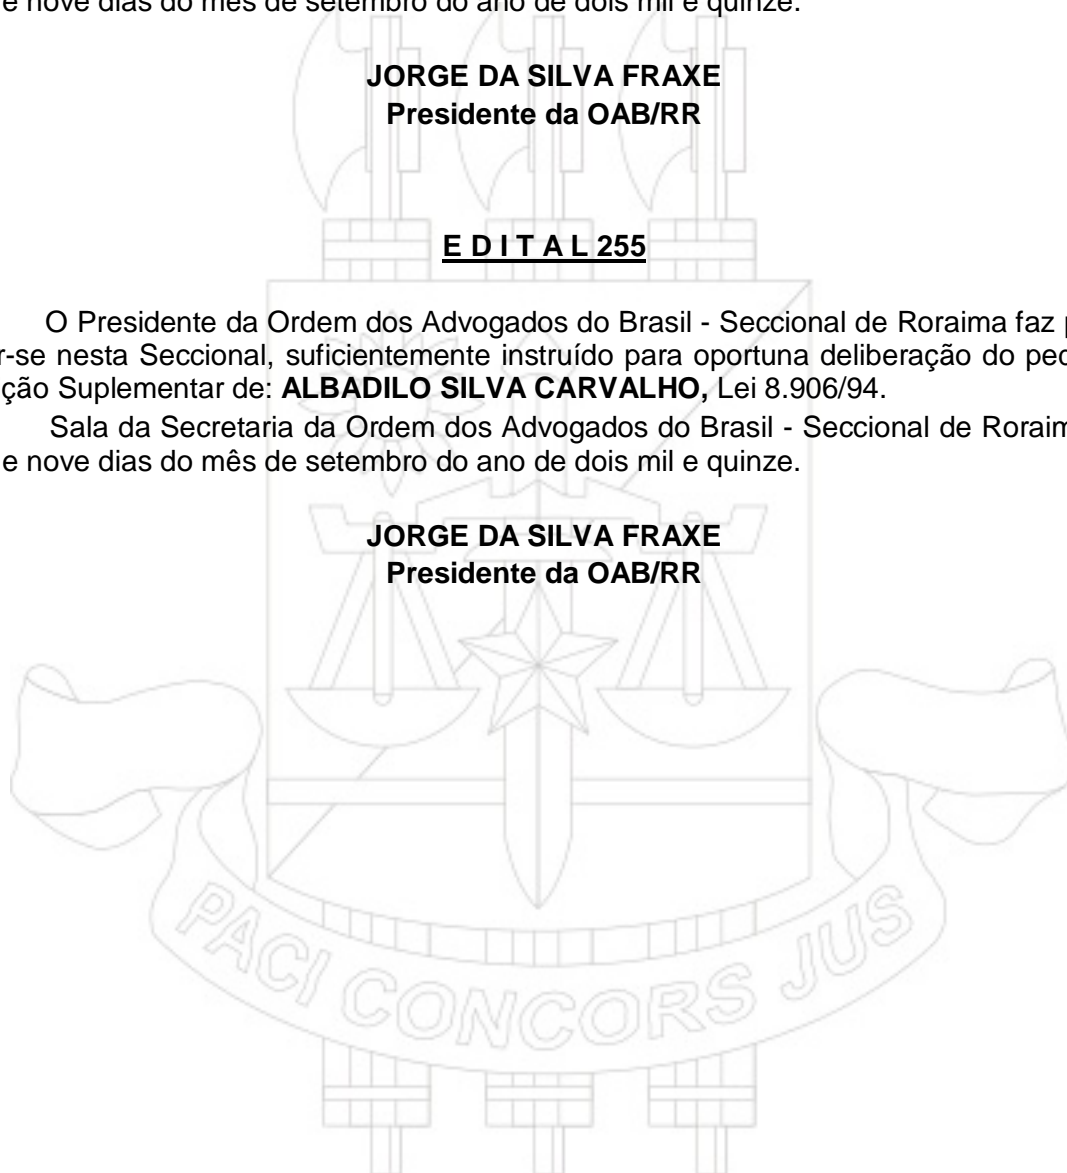 e nove dias do mês de setembro do ano de dois mil e quinze.
JORGE DA SILVA FRAXE
Presidente da OAB/RR
E D I T A L 255
O Presidente da Ordem dos Advogados do Brasil - Seccional de Roraima faz p
r-se nesta Seccional, suficientemente instruído para oportuna deliberação do pec
ção Suplementar de: ALBADILO SILVA CARVALHO, Lei 8.906/94.
Sala da Secretaria da Ordem dos Advogados do Brasil - Seccional de Roraim
e nove dias do mês de setembro do ano de dois mil e quinze.
JORGE DA SILVA FRAXE
Presidente da OAB/RR
PACI CONCORS JUS